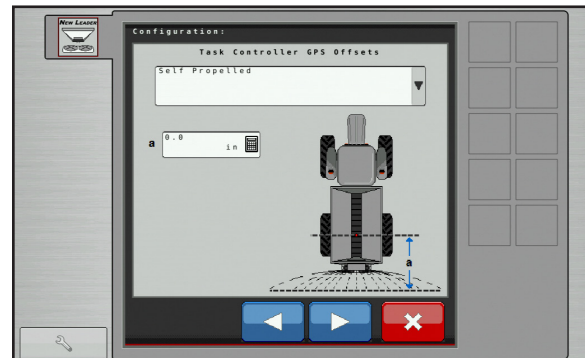 NEW LEADER
Configuration:
Task Controller GPS Offsets
Self Propelled
a
0.0
in
a